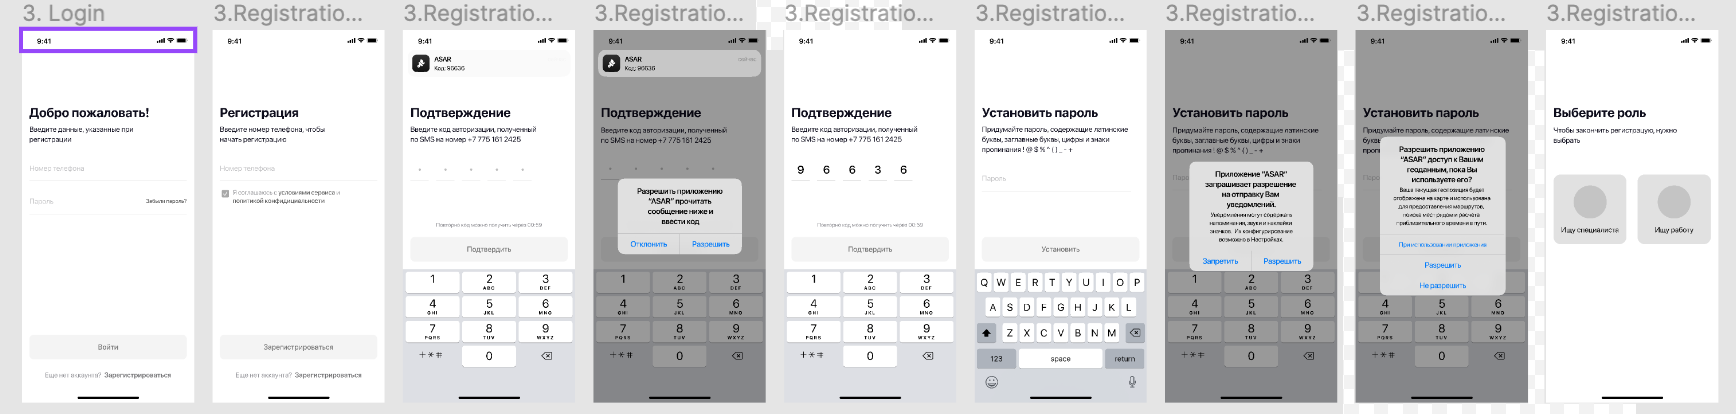 3. Login
9:41
Добро пожаловать!
Введите данные, указанные при
регистрации
Номер телефона
Пароль
Забыли пароль?
Войти
Еще нет аккаунта? Зарегистрироваться
3.Registratio...
9:41
Регистрация
Введите номер телефона, чтобы
начать регистрацию
Номер телефона
Я соглашаюсь с условиями сервиса и
политикой конфидициальности
Зарегистрироваться
Еще нет аккаунта? Зарегистрироваться
3.Registratio...
9:41
ASAR
Код: 96636
Подтверждение
Введите код авторизации, полученный
по SMS на номер +7 775 161 2425
Повторно код можно получить через 00:59
Подтвердить
1 2 3
ABC DEF
4 5 6
GHI JKL MNO
7 8 9
PQRS TUV WXYZ
+ * # 0
3.Registratio...
9:41
ASAR
Код: 96636
Подтверждение
Введите код авторизации, полученный
по SMS на номер +7 775 161 2425
Разрешить приложению
“ASAR” прочитать
сообщение ниже и
ввести код
Отклонить Разрешить
1 2 3
ABC DEF
4 5 6
GHI JKL MNO
7 8 9
PQRS TUV WXYZ
+ * # 0
3.Registratio...
9:41
Подтверждение
Введите код авторизации, полученный
по SMS на номер +7 775 161 2425
9 6 6 3 6
Повторно код можно получить через 00:59
Подтвердить
1 2 3
ABC DEF
4 5 6
GHI JKL MNO
7 8 9
PQRS TUV WXYZ
+ * # 0
3.Registratio...
9:41
Установить пароль
Придумайте пароль, содержащие латинские
буквы, заглавные буквы, цифры и знаки
пропинания ! @ $ % ^ ( ) _ - +
Пароль
Установить
Q W E R T Y U I O P
A S D F G H J K L
Z X C V B N M
123 space return
3.Registratio...
9:41
Установить пароль
Придумайте пароль, содержащие латинские
буквы, заглавные буквы, цифры и знаки
пропинания ! @ $ % ^ ( ) _ - +
Приложение “ASAR”
запрашивает разрешение
на отправку Вам
уведомлений.
Уведомления могут содержать
напоминания, звуки и наклейки
значков. Их конфигурирование
возможно в Настройках.
Запретить Разрешить
1 2 3
ABC DEF
4 5 6
GHI JKL MNO
7 8 9
PQRS TUV WXYZ
+ * # 0
3.Registratio...
9:41
Установить пароль
Придумайте пароль, содержащие латинские
Разрешить приложению
“ASAR” доступ к Вашим
геоданным, пока Вы
используете его?
Ваша геопозиция будет
отображена на карте и использована
для предоставления маршрутов,
поиска мест рядом и расчёта
приблизительного времени в пути.
При использовании приложения
Разрешить
Не разрешить
4 5 6
GHI JKL MNO
7 8 9
PQRS TUV WXYZ
+ * # 0
3.Registratio...
9:41
Выберите роль
Чтобы закончить регистрацию, нужно
выбрать
Ищу специалиста
Ищу работу